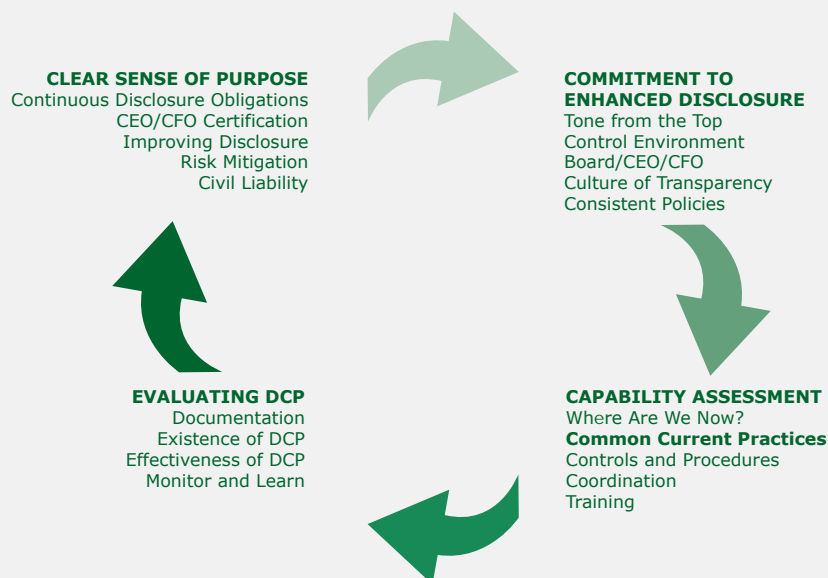 CLEAR SENSE OF PURPOSE
Continuous Disclosure Obligations
CEO/CFO Certification
Improving Disclosure
Risk Mitigation
Civil Liability
COMMITMENT TO
ENHANCED DISCLOSURE
Tone from the Top
Control Environment
Board/CEO/CFO
Culture of Transparency
Consistent Policies
CAPABILITY ASSESSMENT
Where Are We Now?
Common Current Practices
Controls and Procedures
Coordination
Training
EVALUATING DCP
Documentation
Existence of DCP
Effectiveness of DCP
Monitor and Learn